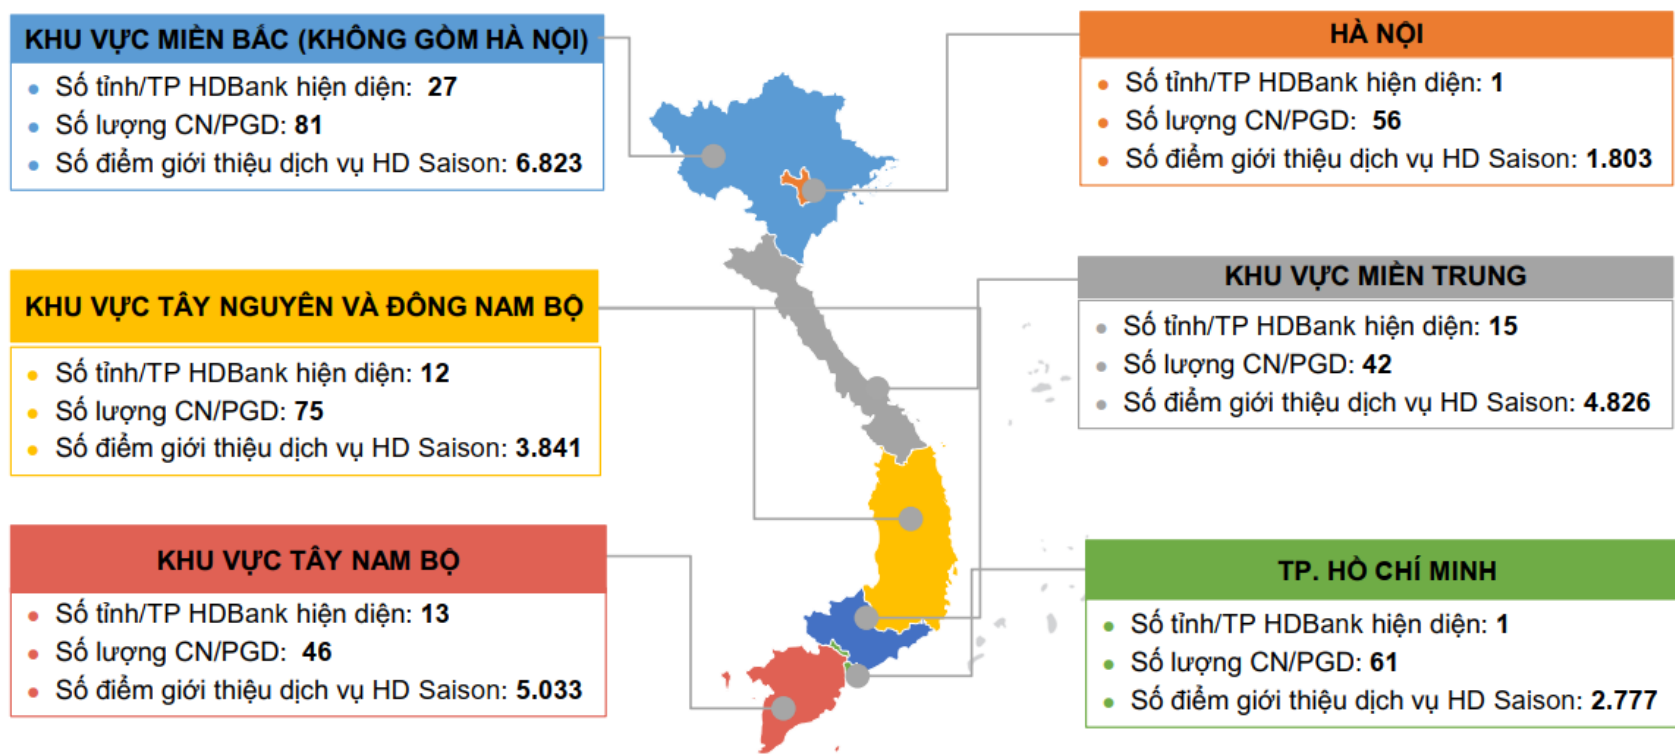 KHU VỰC MIỀN BẮC (KHÔNG GỒM HÀ NỘI)
Số tỉnh/TP HDBank hiện diện: 27
Số lượng CN/PGD: 81
Số điểm giới thiệu dịch vụ HD Saison: 6.823
HÀ NỘI
Số tỉnh/TP HDBank hiện diện: 1
Số lượng CN/PGD: 56
Số điểm giới thiệu dịch vụ HD Saison: 1.803
KHU VỰC TÂY NGUYÊN VÀ ĐÔNG NAM BỘ
Số tỉnh/TP HDBank hiện diện: 12
Số lượng CN/PGD: 75
Số điểm giới thiệu dịch vụ HD Saison: 3.841
KHU VỰC MIỀN TRUNG
Số tỉnh/TP HDBank hiện diện: 15
Số lượng CN/PGD: 42
Số điểm giới thiệu dịch vụ HD Saison: 4.826
KHU VỰC TÂY NAM BỘ
Số tỉnh/TP HDBank hiện diện: 13
Số lượng CN/PGD: 46
Số điểm giới thiệu dịch vụ HD Saison: 5.033
TP. HỒ CHÍ MINH
Số tỉnh/TP HDBank hiện diện: 1
Số lượng CN/PGD: 61
Số điểm giới thiệu dịch vụ HD Saison: 2.777